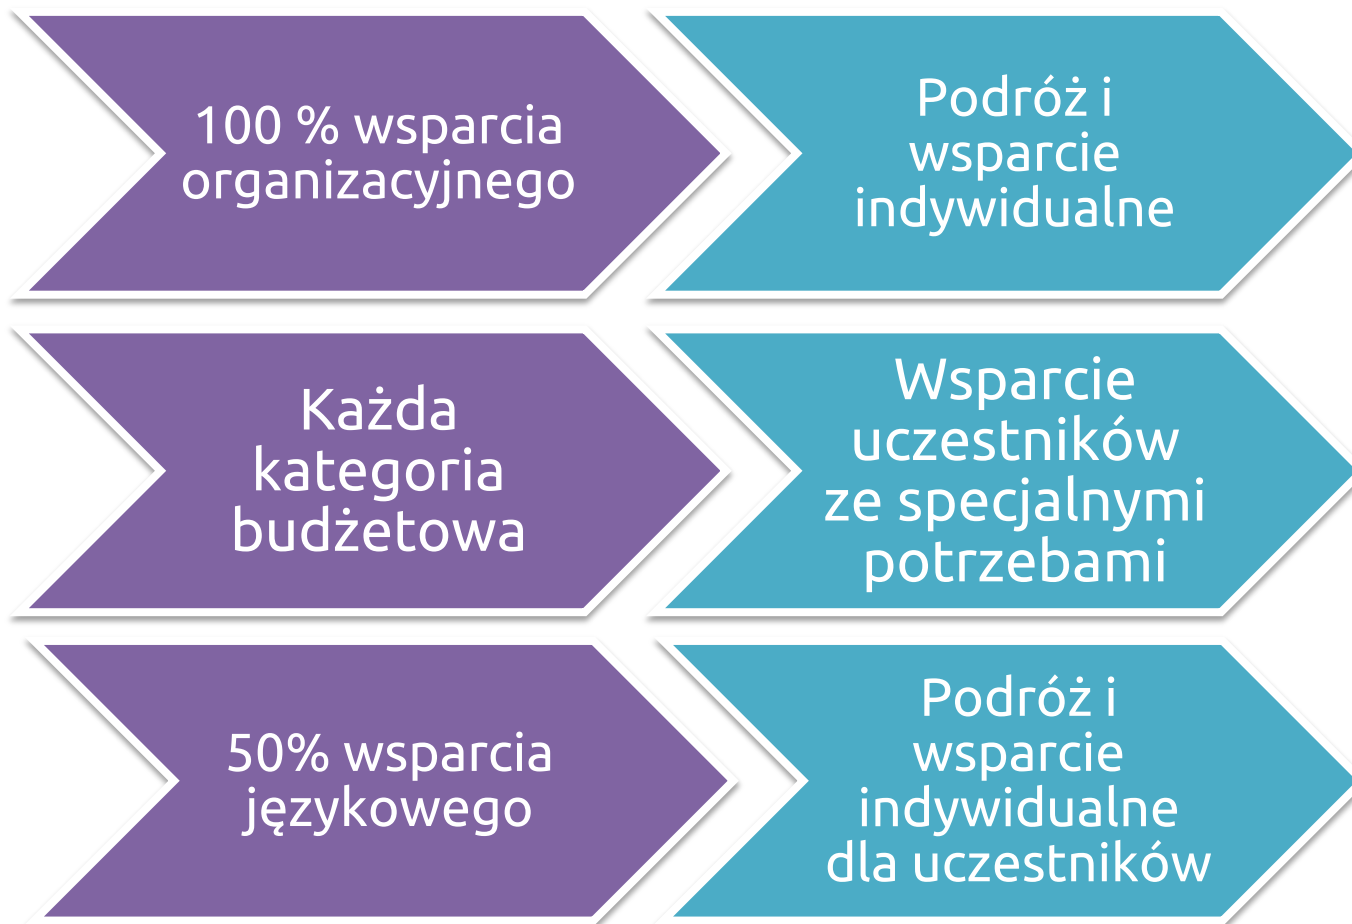 100 % wsparcia
organizacyjnego
Podróż i
wsparcie
indywidualne
Każda
kategoria
budżetowa
Wsparcie
uczestników
ze specjalnymi
potrzebami
50% wsparcia
językowego
Podróż i
wsparcie
indywidualne
dla uczestników